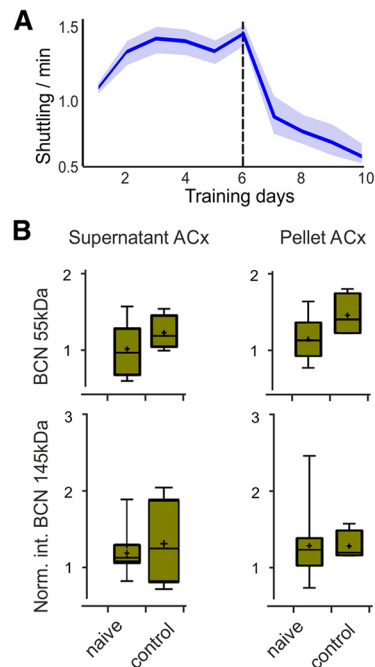 A
Shuttling / min
1.5
1.0
0.5
2 4 6 8 10
Training days
B
Supernatant ACx Pellet ACx
BCN 55kDa
2 2
1 1
Norm. int. BCN 145kDa
3 3
2 2
1 1
naive control naive control